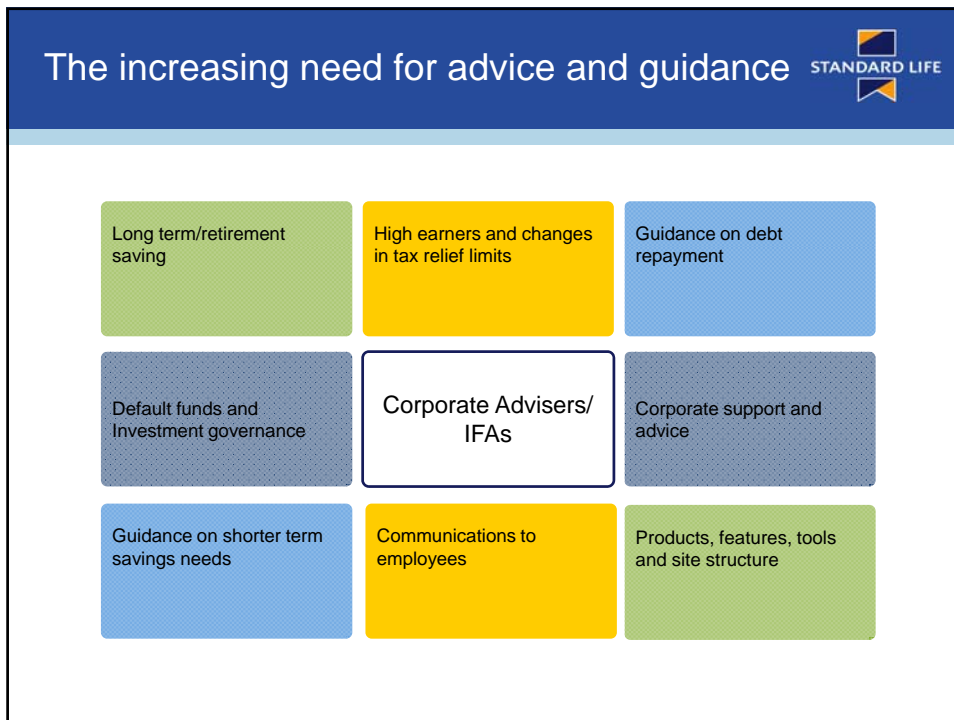 The increasing need for advice and guidance
STANDARD LIFE
Long term/retirement
saving
High earners and changes
in tax relief limits
Guidance on debt
repayment
Default funds and
Investment governance
Corporate Advisers/
IFAs
Corporate support and
advice
Guidance on shorter term
savings needs
Communications to
employees
Products, features, tools
and site structure